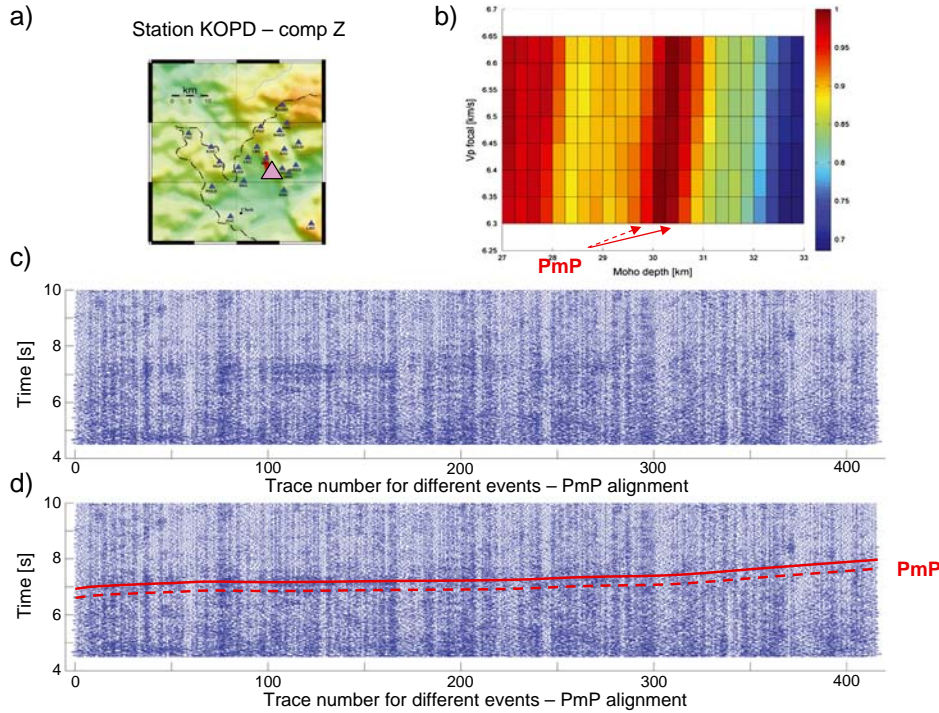 a)
Station KOPD – comp Z
km
0 5 10
b)
Vp focal [km/s]
6.65
6.6
6.55
6.5
6.45
6.4
6.35
6.3
6.25
27 28 29 30 31 32 33
Moho depth [km]
PmP
1
0.95
0.9
0.85
0.8
0.75
0.7
c)
Time [s]
10
8
6
4
0 100 200 300 400
Trace number for different events – PmP alignment
d)
Time [s]
10
8
6
4
PmP
0 100 200 300 400
Trace number for different events – PmP alignment